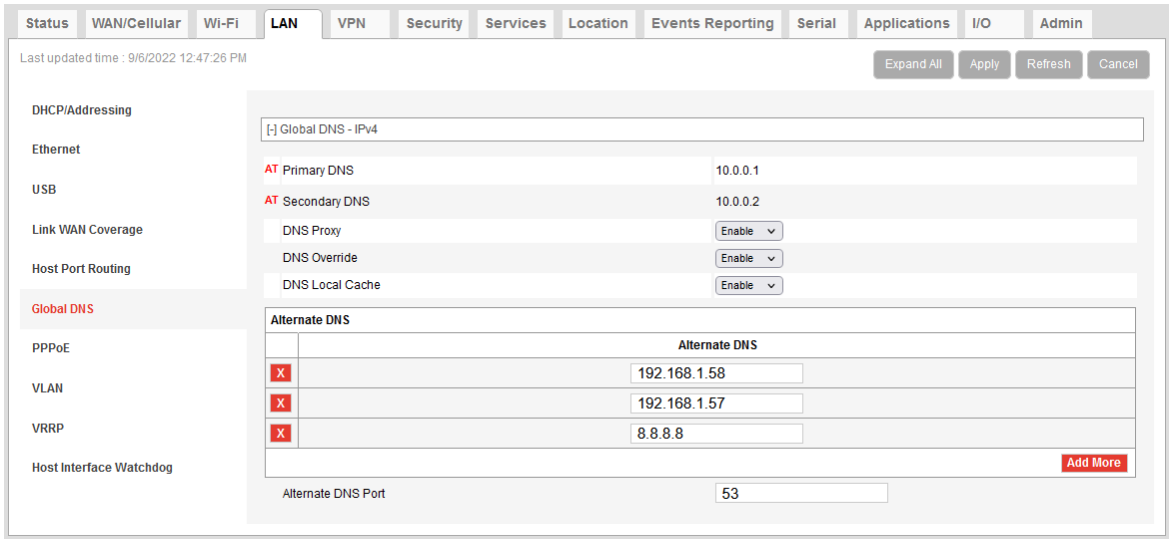 Status WAN/Cellular Wi-Fi LAN VPN Security Services Location Events Reporting Serial Applications I/O Admin
Last updated time : 9/6/2022 12:47:26 PM
Expand All Apply Refresh Cancel
DHCP/Addressing
Ethernet
USB
Link WAN Coverage
Host Port Routing
Global DNS
PPPoE
VLAN
VRRP
Host Interface Watchdog
[-] Global DNS - IPv4
AT Primary DNS 10.0.0.1
AT Secondary DNS 10.0.0.2
DNS Proxy Enable
DNS Override Enable
DNS Local Cache Enable
Alternate DNS
Alternate DNS
X 192.168.1.58
X 192.168.1.57
X 8.8.8.8
Add More
Alternate DNS Port 53